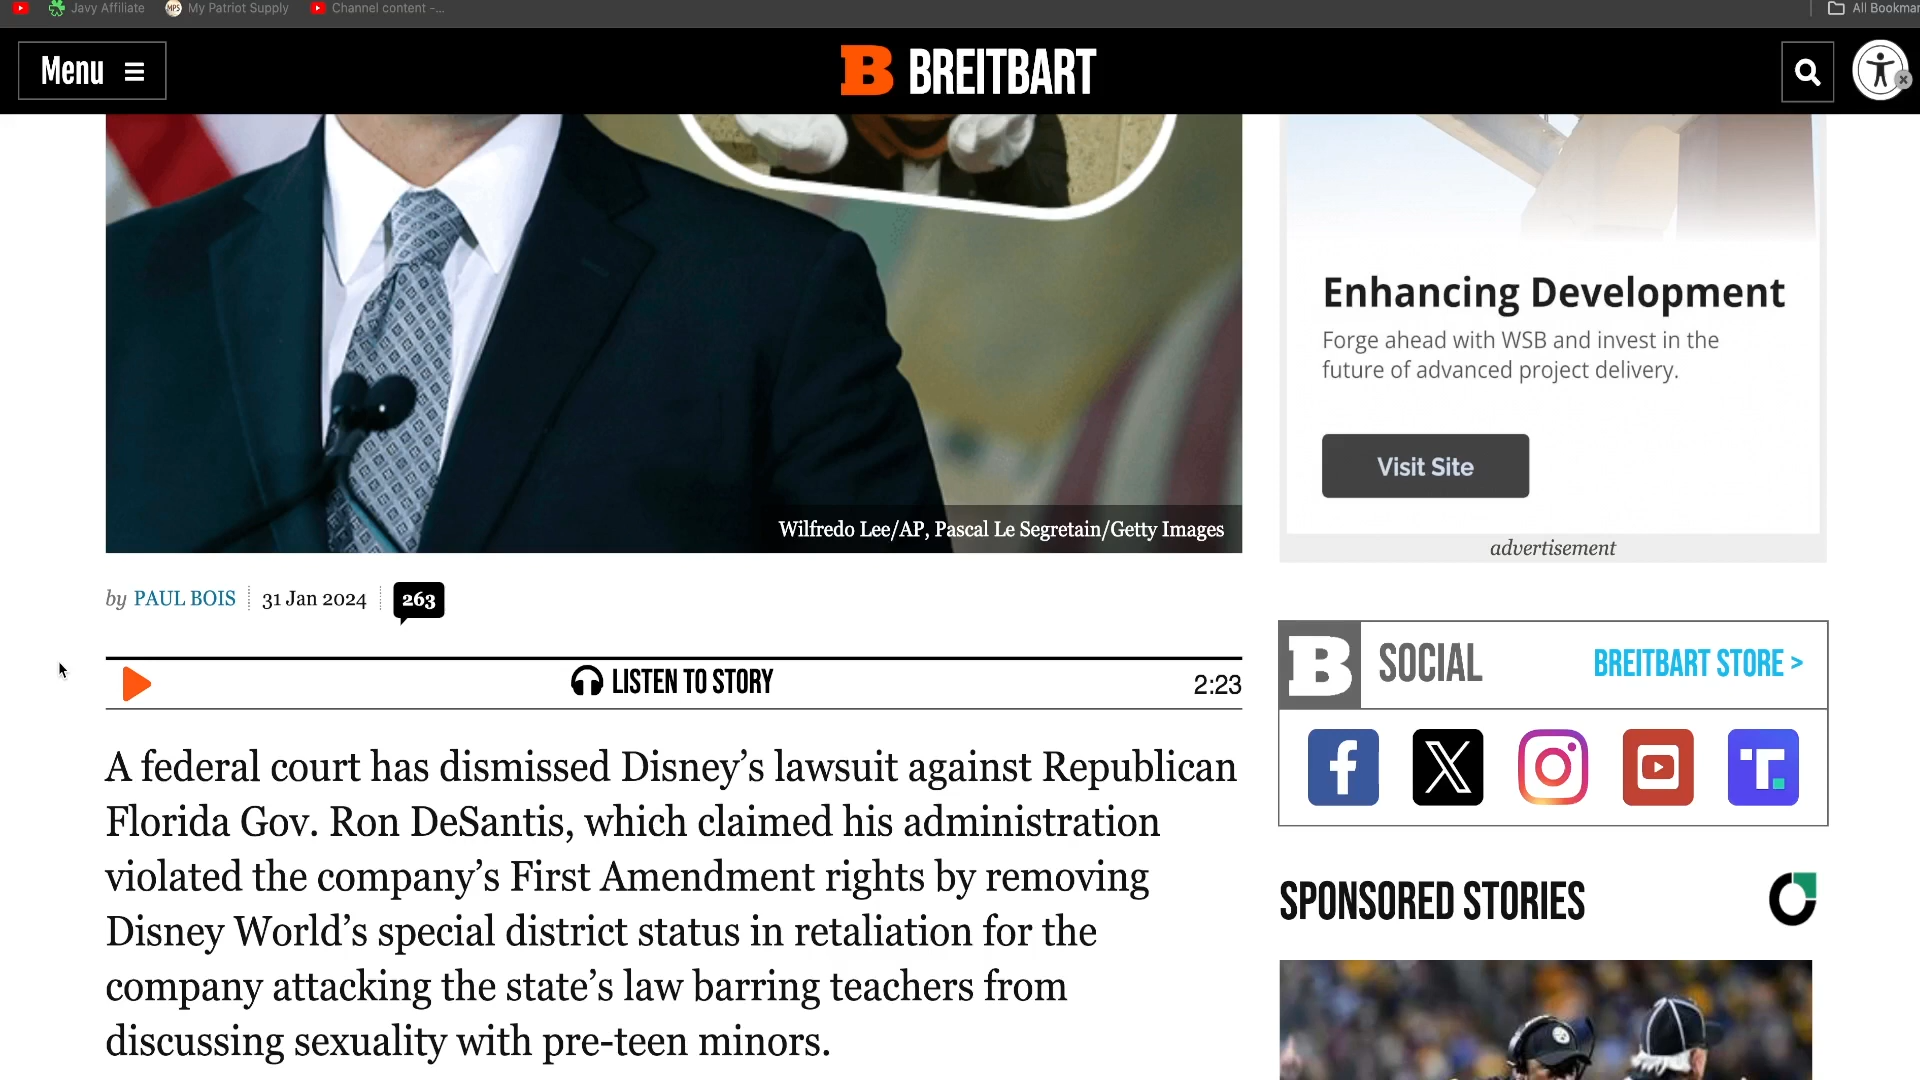 Javy Affiliate
My Patriot Supply
Channel content -...
All Bookmar
Menu
B BREITBART
Enhancing Development
Forge ahead with WSB and invest in the
future of advanced project delivery.
Visit Site
advertisement
Wilfredo Lee/AP, Pascal Le Segretain/Getty Images
by PAUL BOIS 31 Jan 2024 263
LISTEN TO STORY 2:23
A federal court has dismissed Disney’s lawsuit against Republican
Florida Gov. Ron DeSantis, which claimed his administration
violated the company’s First Amendment rights by removing
Disney World’s special district status in retaliation for the
company attacking the state’s law barring teachers from
discussing sexuality with pre-teen minors.
B SOCIAL BREITBART STORE >
SPONSORED STORIES